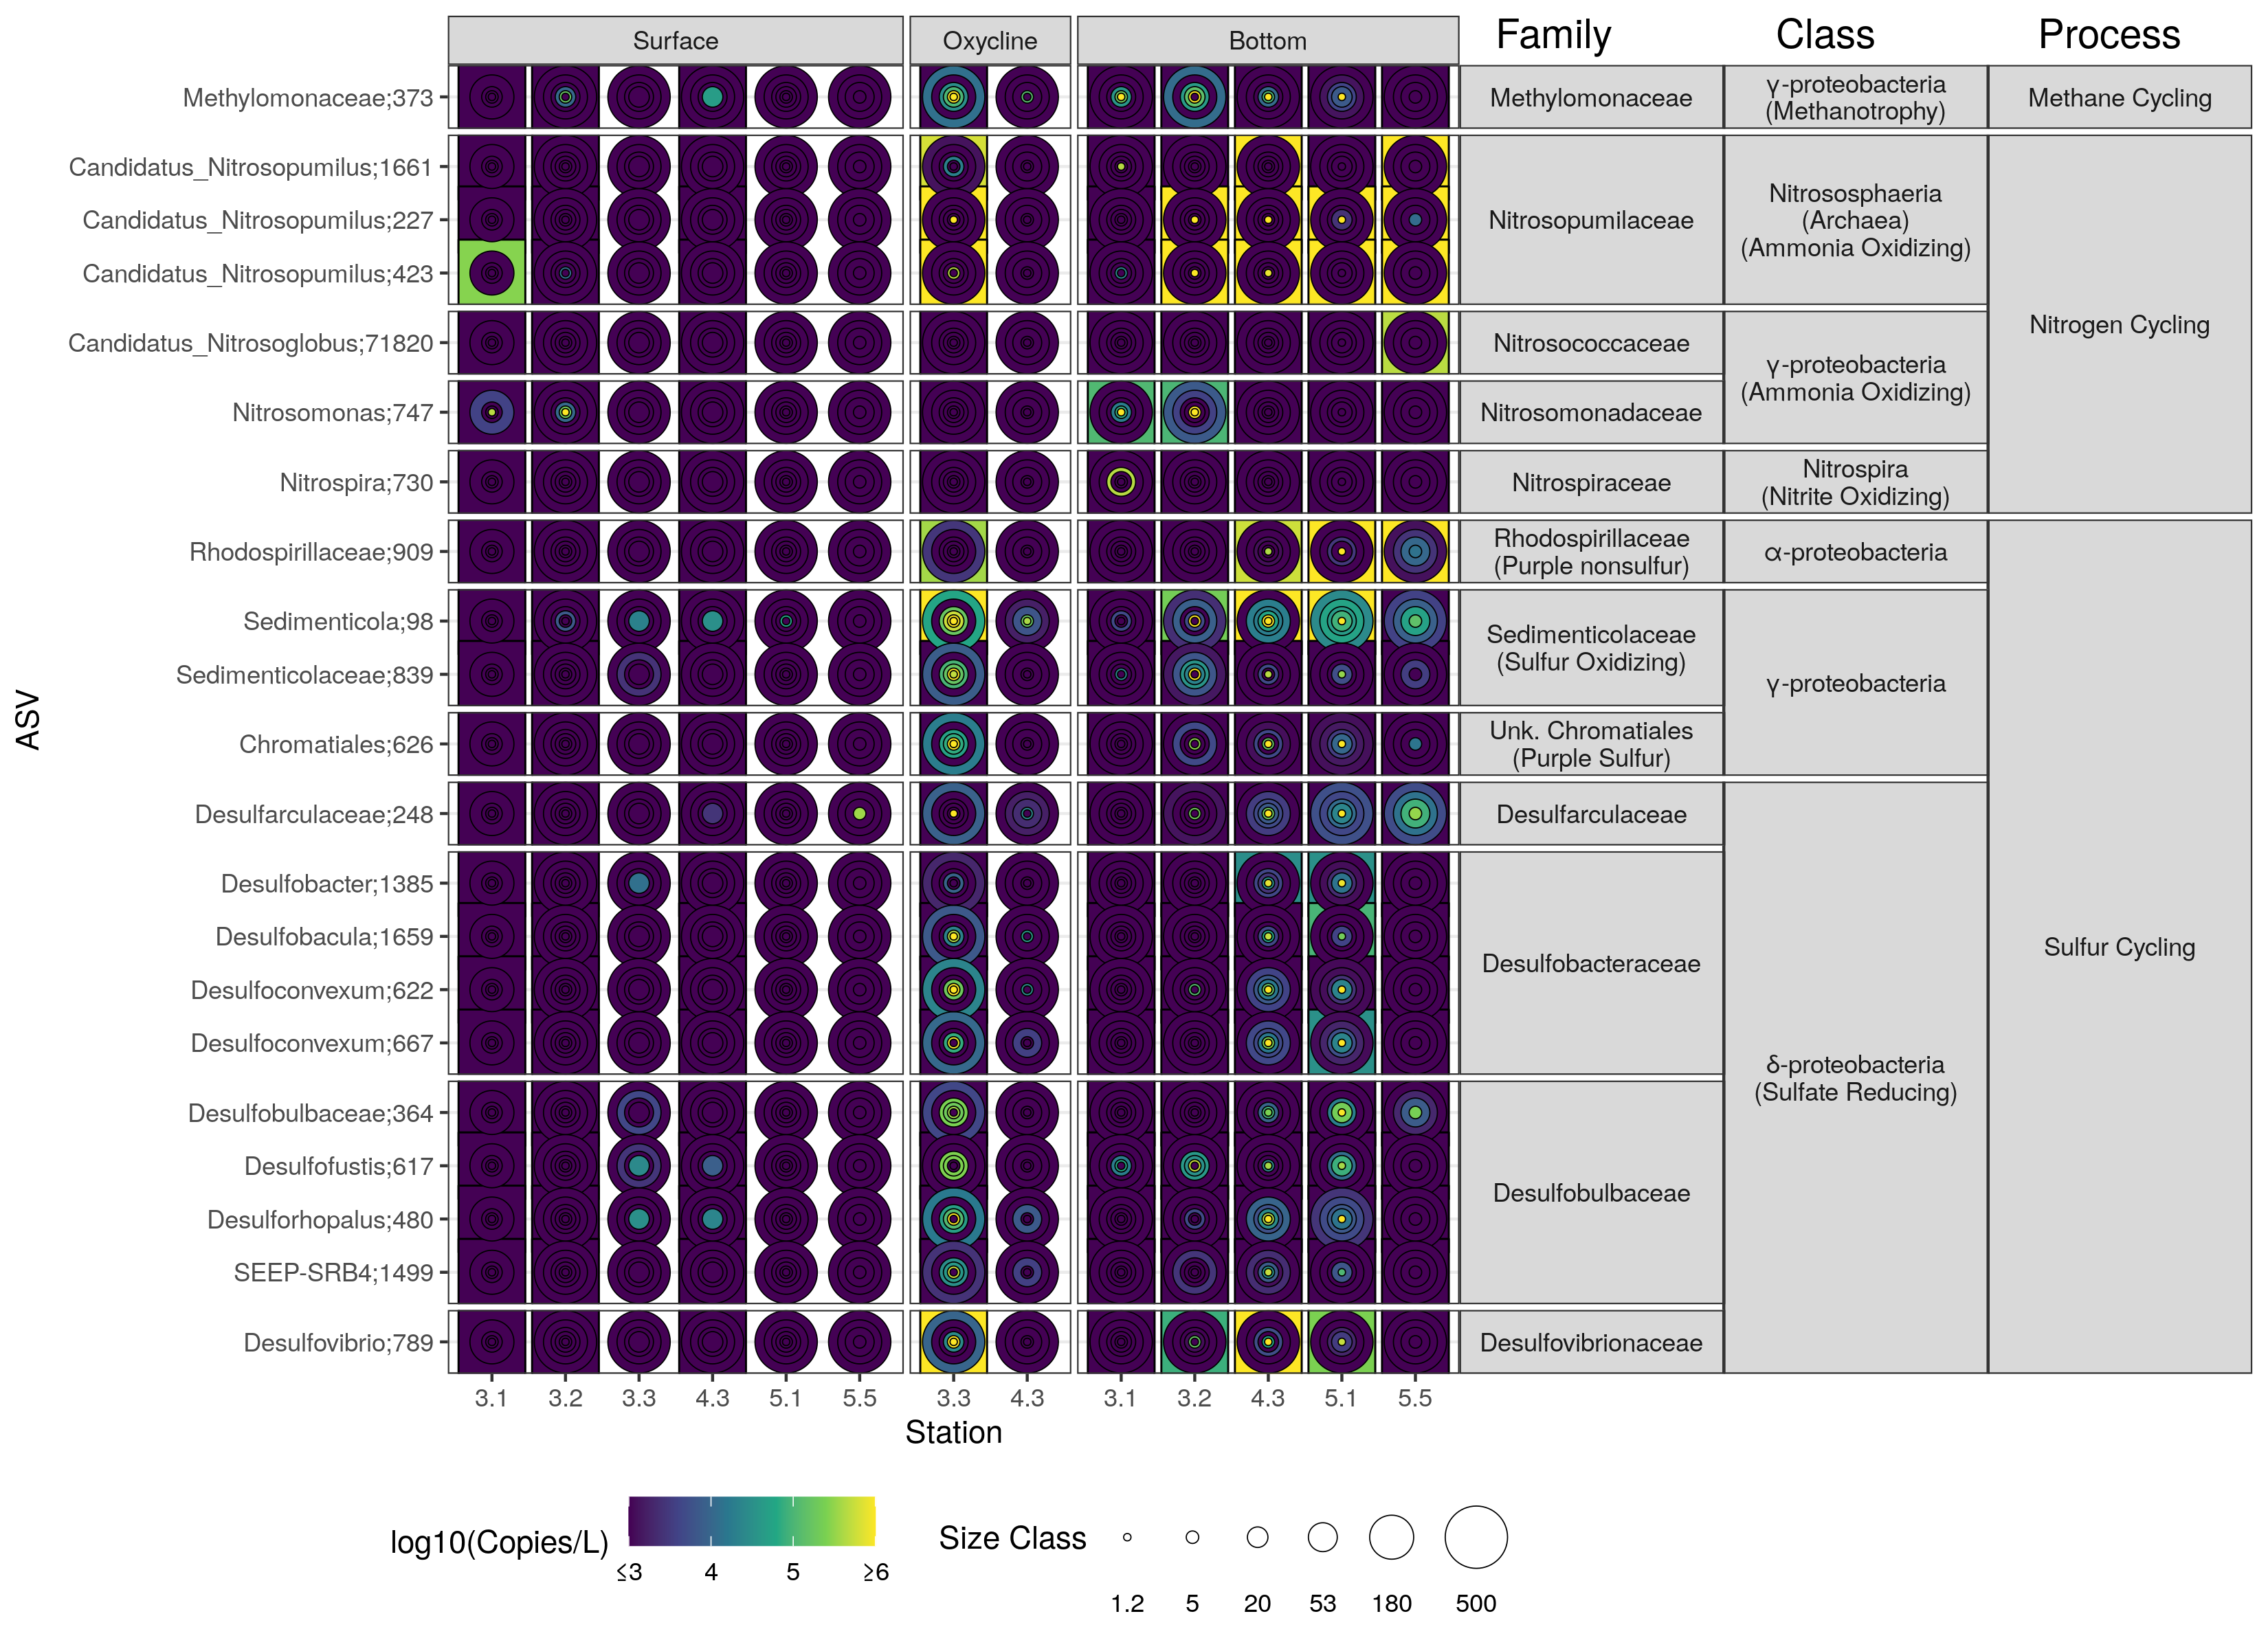 Surface Oxycline Bottom Family Class Process
Methylomonaceae;373 Methylomonaceae γ-proteobacteria Methane Cycling
(Methanotrophy)
Candidatus_Nitrosopumilus;1661
Candidatus_Nitrosopumilus;227
Candidatus_Nitrosopumilus;423
Nitrosopumilaceae
Nitrososphaeria
(Archaea)
(Ammonia Oxidizing)
Nitrogen Cycling
Candidatus_Nitrosoglobus;71820 Nitrosococcaceae
γ-proteobacteria
(Ammonia Oxidizing)
Nitrosomonas;747 Nitrosomonadaceae
Nitrospira;730 Nitrospiraceae
Nitrospira
(Nitrite Oxidizing)
Rhodospirillaceae;909
Rhodospirillaceae
(Purple nonsulfur)
α-proteobacteria
Sedimenticola;98
Sedimenticolaceae;839
Sedimenticolaceae
(Sulfur Oxidizing)
γ-proteobacteria
Chromatiales;626
Unk. Chromatiales
(Purple Sulfur)
Desulfarculaceae;248 Desulfarculaceae
Desulfobacter;1385
Desulfobacula;1659
Desulfoconvexum;622
Desulfoconvexum;667
Desulfobacteraceae
Sulfur Cycling
δ-proteobacteria
(Sulfate Reducing)
Desulfobulbaceae;364
Desulfofustis;617
Desulforhopalus;480
SEEP-SRB4;1499
Desulfobulbaceae
Desulfovibrio;789 Desulfovibrionaceae
ASV
3.1 3.2 3.3 4.3 5.1 5.5 3.3 4.3 3.1 3.2 4.3 5.1 5.5
Station
log10(Copies/L)
≤3 4 5 ≥6
Size Class
1.2 5 20 53 180 500